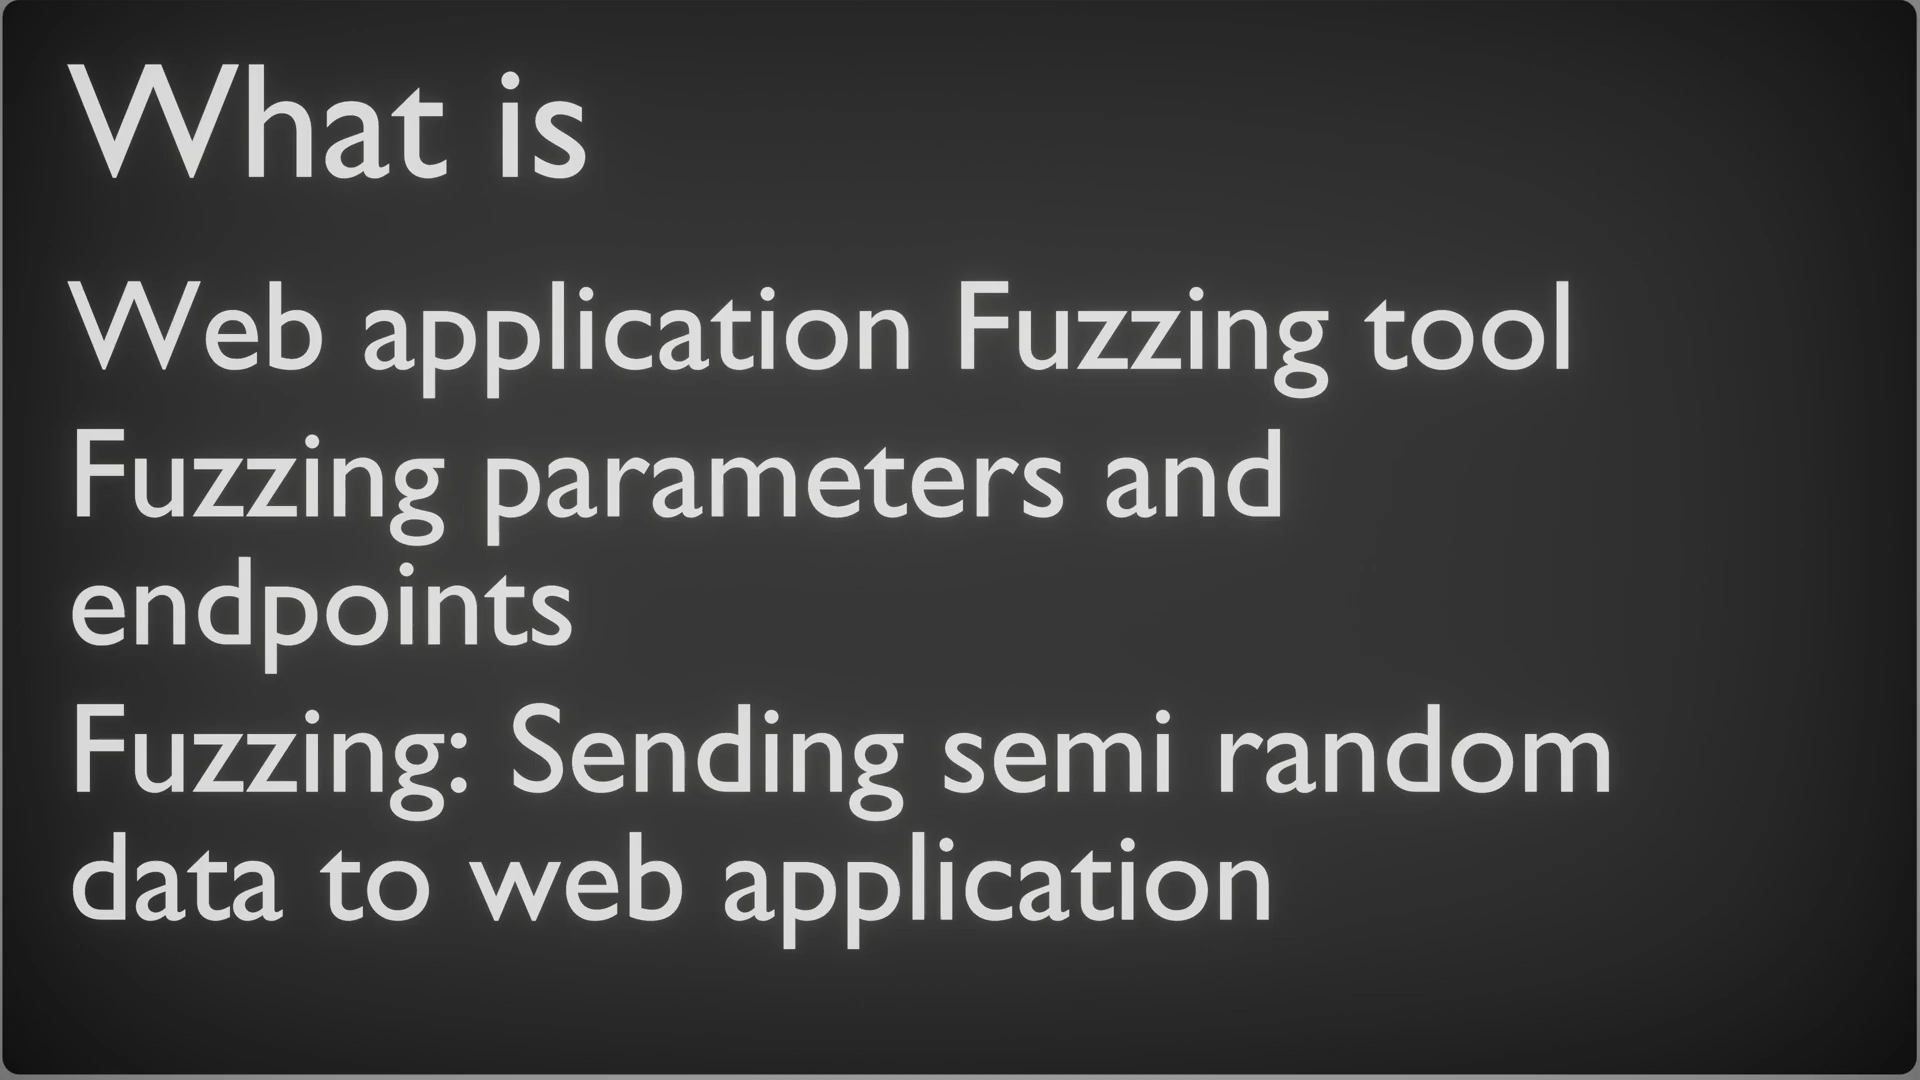 What is
Web application Fuzzing tool
Fuzzing parameters and
endpoints
Fuzzing: Sending semi random
data to web application